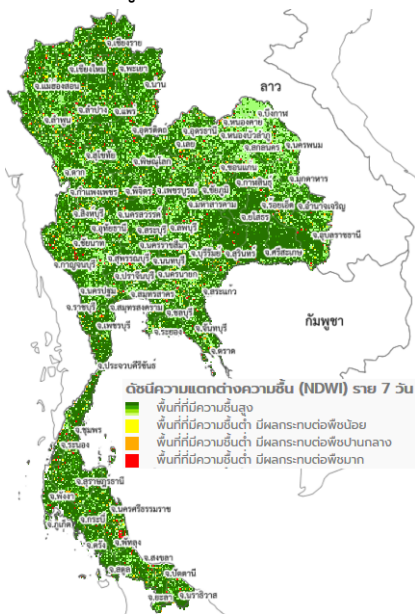 จ.เชียงราย
จ.เชียงใหม่
จ.พะเยา
จ.แม่ฮ่องสอน
จ.น่าน
ลาว
จ.ลำปาง
จ.แพร่
จ.ลำพูน
จ.บึงกาฬ
จ.หนองคาย
จ.อุตรดิตถ์
จ.อุดรธานี
จ.หนองบัวลำภู
จ.เลย
จ.สกลนคร
จ.นครพนม
จ.สุโขทัย
จ.พิษณุโลก
จ.ขอนแก่น
จ.ตาก
จ.กาฬสินธุ์
จ.มุกดาหาร
จ.กำแพงเพชร
จ.พิจิตร
จ.เพชรบูรณ์
จ.ชัยภูมิ
จ.มหาสารคาม
จ.ร้อยเอ็ด
จ.อำนาจเจริญ
จ.สิงห์บุรี
จ.นครสวรรค์
จ.ยโสธร
จ.อุทัยธานี
จ.สระบุรี
จ.ลพบุรี
จ.อุบลราชธานี
จ.ชัยนาท
จ.นครราชสีมา
จ.บุรีรัมย์
จ.สุรินทร์
จ.ศรีสะเกษ
จ.สุพรรณบุรี
จ.นนทบุรี
จ.กาญจนบุรี
จ.ปราจีนบุรี
จ.นครนายก
จ.นครปฐม
จ.สมุทรสาคร
จ.สระแก้ว
จ.ราชบุรี
จ.สมุทรสงคราม
จ.ชลบุรี
จ.เพชรบุรี
จ.ระยอง
จ.จันทบุรี
กัมพูชา
จ.ตราด
จ.ประจวบคีรีขันธ์
ดัชนีความแตกต่างความชื้น (NDWI) ราย 7 วัน
พื้นที่ที่มีความชื้นสูง
พื้นที่ที่มีความชื้นต่ำ มีผลกระทบต่อพืชน้อย
พื้นที่ที่มีความชื้นต่ำ มีผลกระทบต่อพืชปานกลาง
พื้นที่ที่มีความชื้นต่ำ มีผลกระทบต่อพืชมาก
จ.ชุมพร
จ.ระนอง
จ.สุราษฎร์ธานี
จ.พังงา
จ.นครศรีธรรมราช
จ.กระบี่
จ.ภูเก็ต
จ.ตรัง
จ.พัทลุง
จ.สงขลา
จ.สตูล
จ.ปัตตานี
จ.ยะลา
จ.นราธิวาส